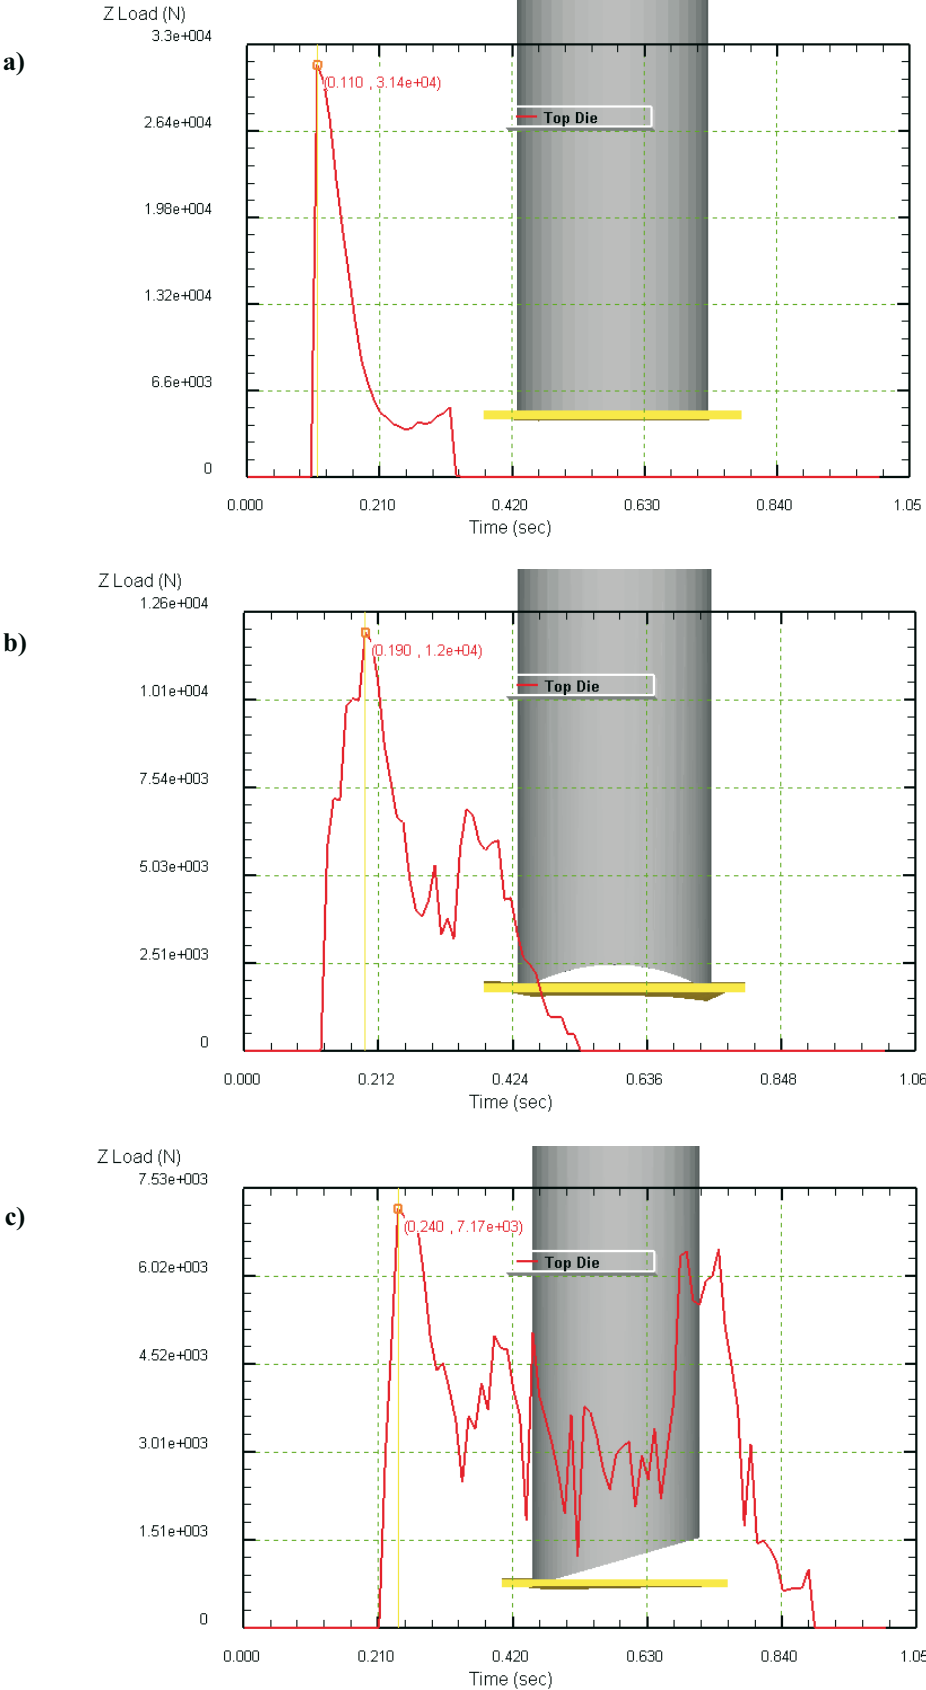 Z Load (N)
3.3e+004
a)
(0.110 , 3.14e+04)
Top Die
2.64e+004
1.98e+004
1.32e+004
6.6e+003
0
0.000 0.210 0.420 0.630 0.840 1.05
Time (sec)
Z Load (N)
1.26e+004
b)
(0.190 , 1.2e+04)
Top Die
1.01e+004
7.54e+003
5.03e+003
2.51e+003
0
0.000 0.212 0.424 0.636 0.848 1.06
Time (sec)
Z Load (N)
7.53e+003
c)
(0.240 , 7.17e+03)
Top Die
6.02e+003
4.52e+003
3.01e+003
1.51e+003
0
0.000 0.210 0.420 0.630 0.840 1.05
Time (sec)